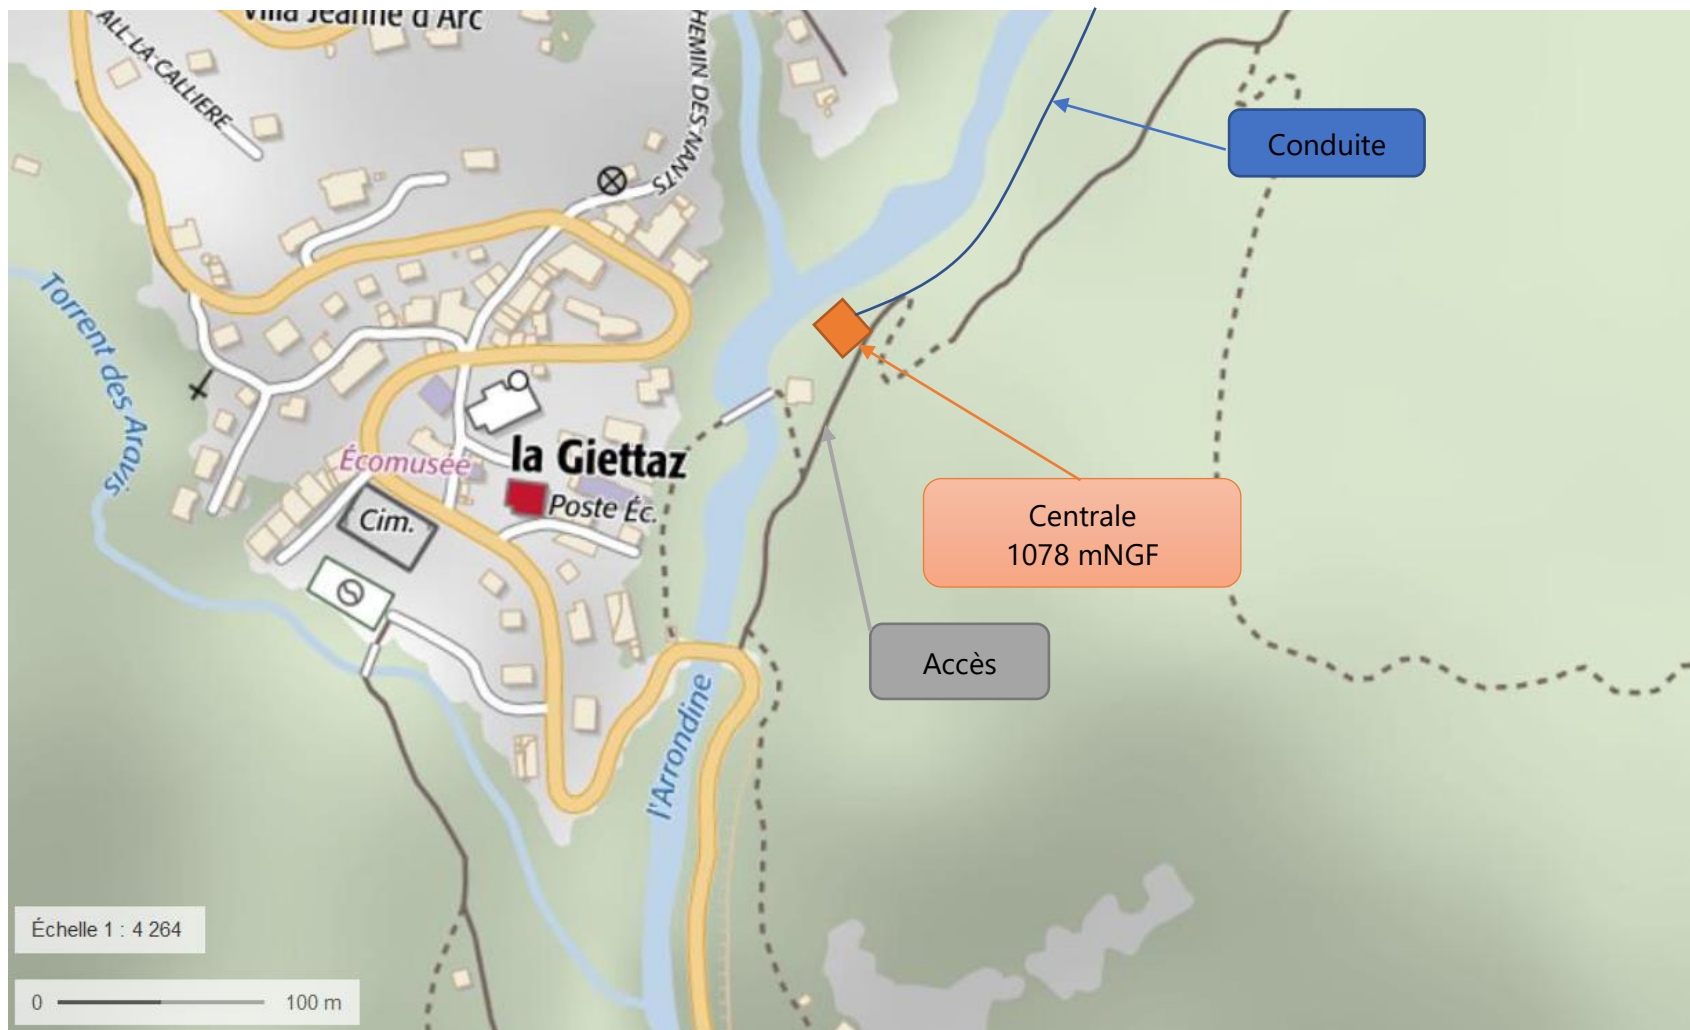 Villa Jeanne d'Arc
ALL LA CALLIERE
HEMIN DES NANTS
Conduite
Torrent des Aravis
la Giettaz
Écomusée
Poste Éc.
Cim.
Centrale
1078 mNGF
Accès
l'Arrondine
Échelle 1 : 4 264
0 100 m